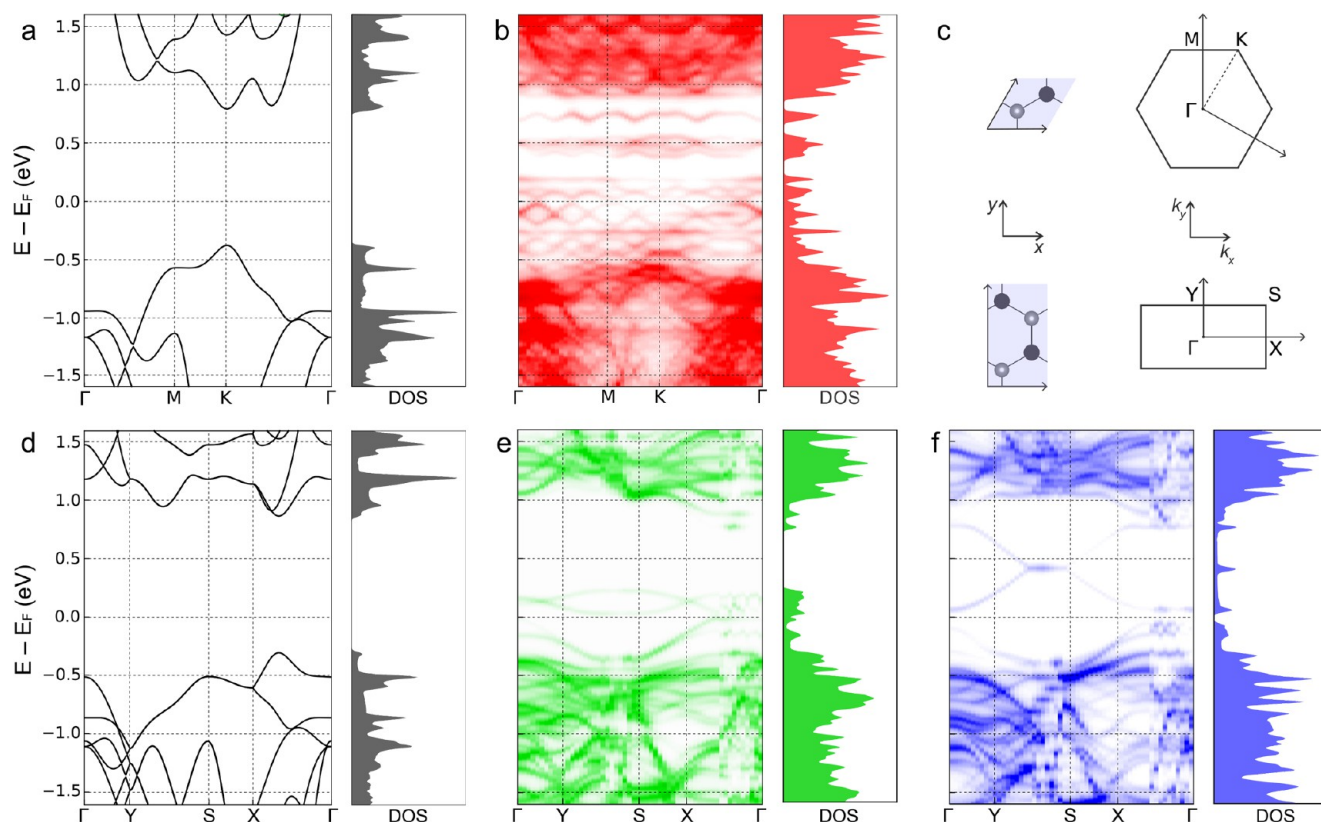 a
E − E_F (eV)
1.5
1.0
0.5
0.0
−0.5
−1.0
−1.5
Γ M K Γ
DOS
b
Γ M K Γ
DOS
c
M K
Γ
y
x
k_y
k_x
Y S
Γ
X
d
E − E_F (eV)
1.5
1.0
0.5
0.0
−0.5
−1.0
−1.5
Γ Y S X Γ
DOS
e
Γ Y S X Γ
DOS
f
Γ Y S X Γ
DOS